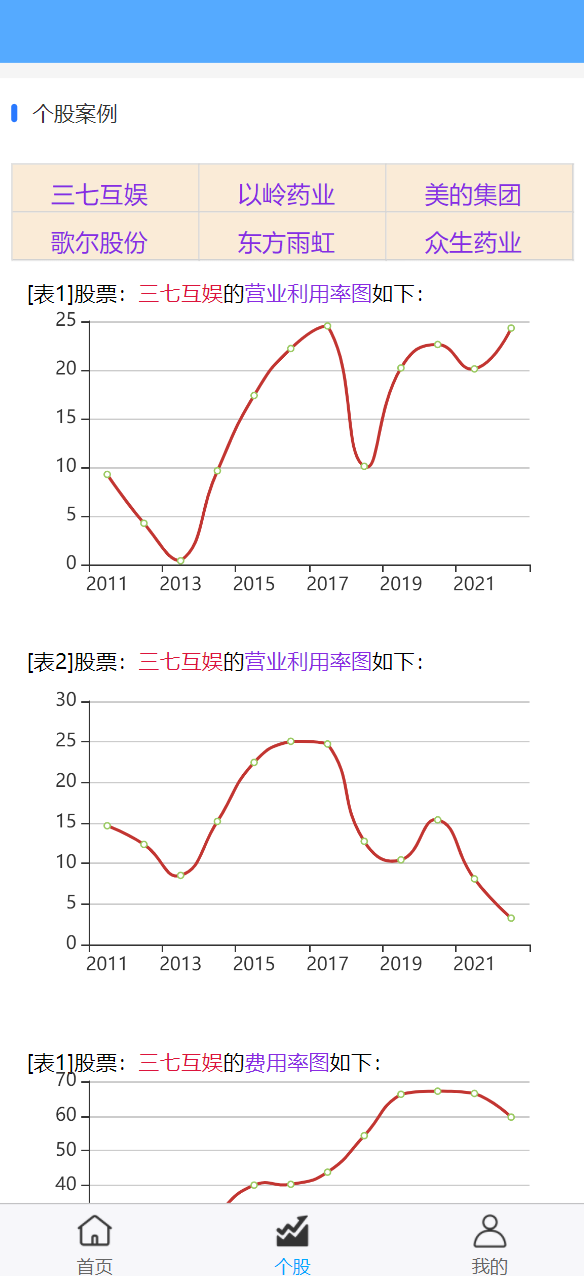 个股案例
三七互娱 以岭药业 美的集团
歌尔股份 东方雨虹 众生药业
[表1]股票：三七互娱的营业利用率图如下：
25
20
15
10
5
0
2011 2013 2015 2017 2019 2021
[表2]股票：三七互娱的营业利用率图如下：
30
25
20
15
10
5
0
2011 2013 2015 2017 2019 2021
[表1]股票：三七互娱的费用率图如下：
70
60
50
40
首页 个股 我的